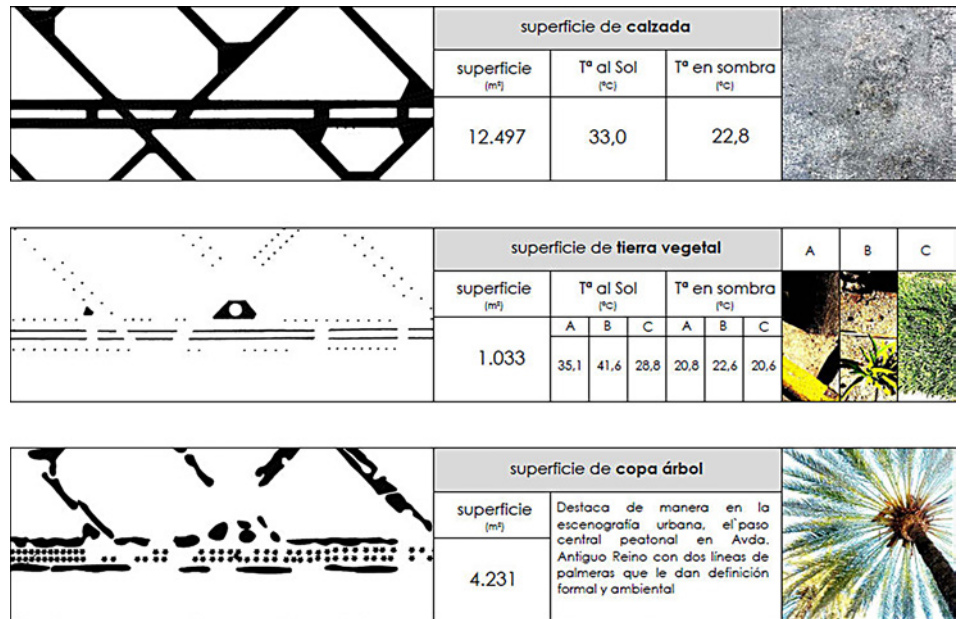 superficie de calzada
superficie
(m²)
Tª al Sol
(ºC)
Tª en sombra
(ºC)
12.497
33,0
22,8
superficie de tierra vegetal
A B C
superficie
(m²)
Tª al Sol
(ºC)
Tª en sombra
(ºC)
A B C A B C
1.033
35,1 41,6 28,8 20,8 22,6 20,6
superficie de copa árbol
superficie
(m²)
4.231
Destaca de manera en la
escenografía urbana, el`paso
central peatonal en Avda.
Antiguo Reino con dos líneas de
palmeras que le dan definición
formal y ambiental